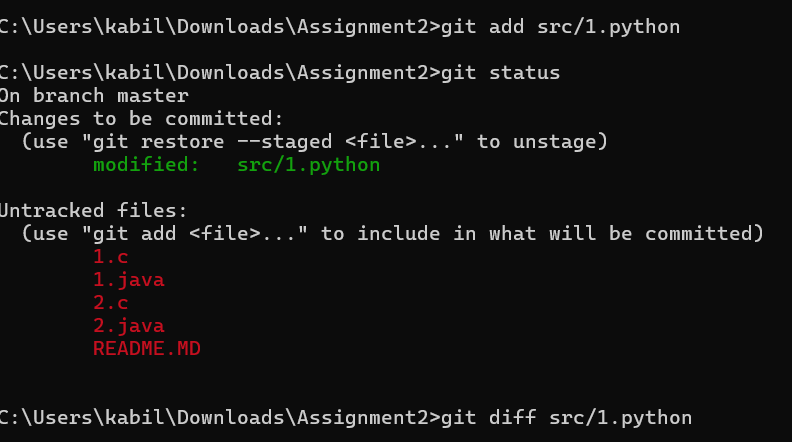 C:\Users\kabil\Downloads\Assignment2>git add src/1.python
C:\Users\kabil\Downloads\Assignment2>git status
On branch master
Changes to be committed:
  (use "git restore --staged <file>..." to unstage)
        modified:   src/1.python
Untracked files:
  (use "git add <file>..." to include in what will be committed)
        1.c
        1.java
        2.c
        2.java
        README.MD
C:\Users\kabil\Downloads\Assignment2>git diff src/1.python